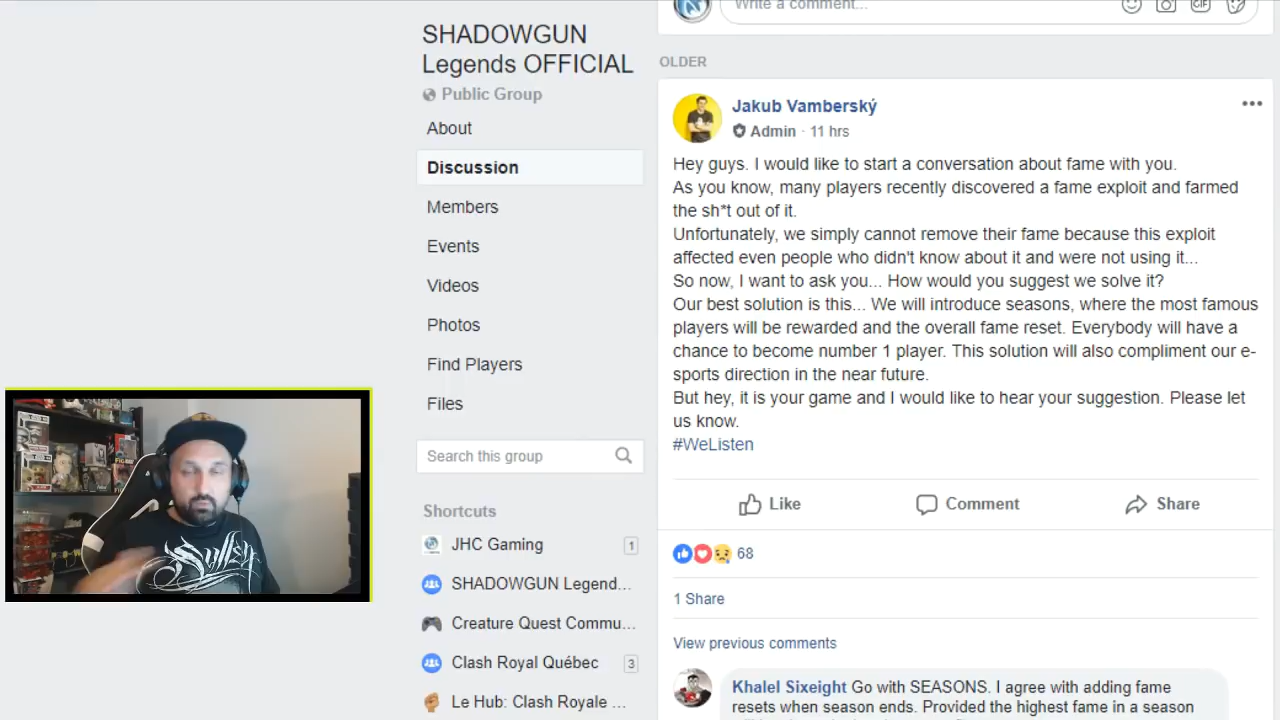 SHADOWGUN
Legends OFFICIAL
Public Group
About
Discussion
Members
Events
Videos
Photos
Find Players
Files
Search this group
Shortcuts
JHC Gaming
1
SHADOWGUN Legend...
Creature Quest Commu...
Clash Royal Québec
3
Le Hub: Clash Royale ...
Write a comment...
GIF
OLDER
Jakub Vamberský
Admin · 11 hrs
Hey guys. I would like to start a conversation about fame with you.
As you know, many players recently discovered a fame exploit and farmed
the sh*t out of it.
Unfortunately, we simply cannot remove their fame because this exploit
affected even people who didn't know about it and were not using it...
So now, I want to ask you... How would you suggest we solve it?
Our best solution is this... We will introduce seasons, where the most famous
players will be rewarded and the overall fame reset. Everybody will have a
chance to become number 1 player. This solution will also compliment our e-
sports direction in the near future.
But hey, it is your game and I would like to hear your suggestion. Please let
us know.
#WeListen
Like
Comment
Share
68
1 Share
View previous comments
Khalel Sixeight Go with SEASONS. I agree with adding fame
resets when season ends. Provided the highest fame in a season
Sullen